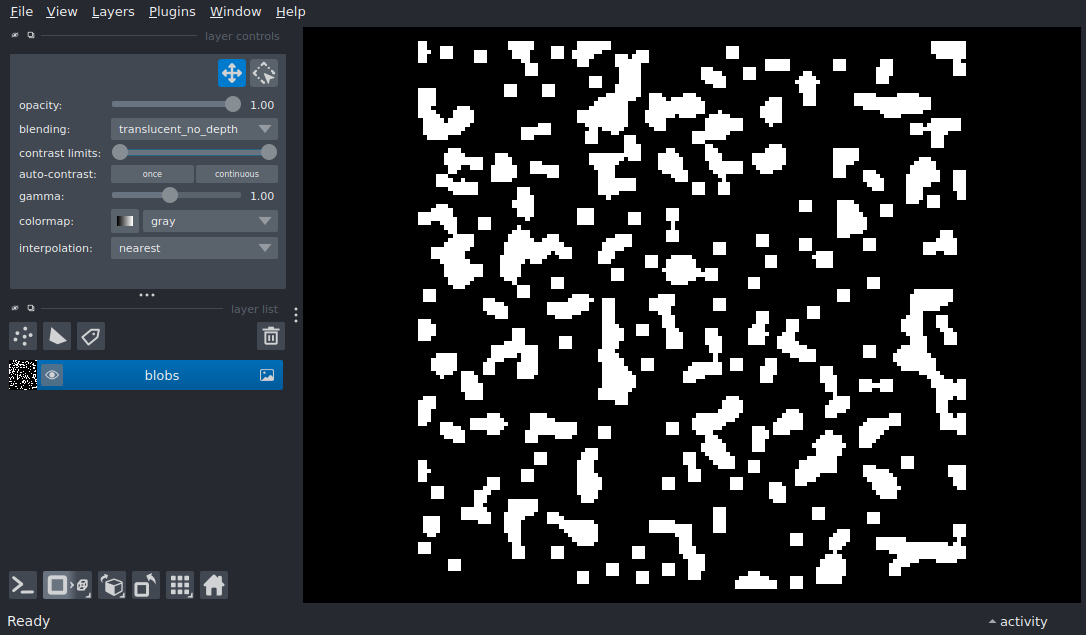 File View Layers Plugins Window Help
layer controls
opacity: 1.00
blending: translucent_no_depth
contrast limits:
auto-contrast: once continuous
gamma: 1.00
colormap: gray
interpolation: nearest
layer list
blobs
Ready activity